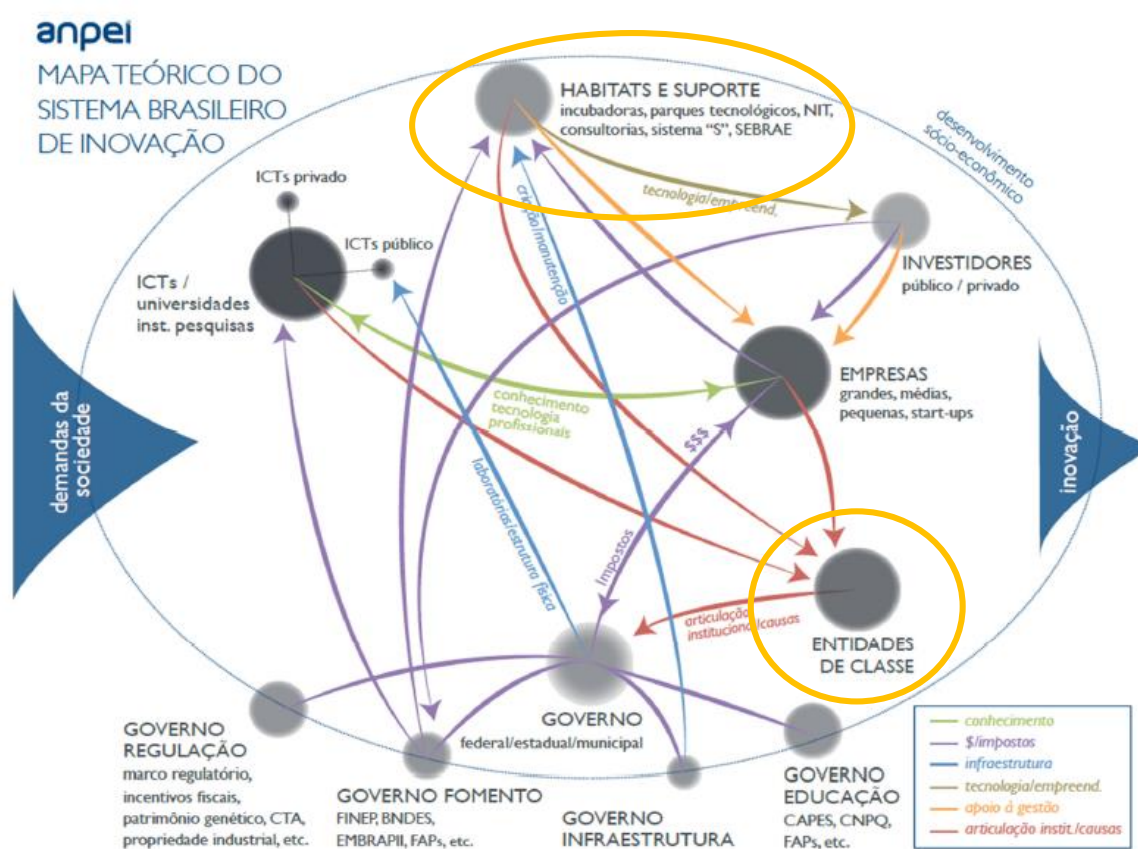 anpei
MAPA TEÓRICO DO
SISTEMA BRASILEIRO
DE INOVAÇÃO
HABITATS E SUPORTE
incubadoras, parques tecnológicos, NIT,
consultorias, sistema "S", SEBRAE
desenvolvimento
sócio-econômico
ICTs privado
ICTs público
ICTs /
universidades
inst. pesquisas
tecnologia/empreend.
criação/manutenção
INVESTIDORES
público / privado
EMPRESAS
grandes, médias,
pequenas, start-ups
conhecimento
tecnologia
profissionais
demandas da
sociedade
inovação
$$$
Impostos
laboratórios/estrutura física
articulação
institucional/causas
ENTIDADES
DE CLASSE
GOVERNO
federal/estadual/municipal
GOVERNO
REGULAÇÃO
marco regulatório,
incentivos fiscais,
patrimônio genético, CTA,
propriedade industrial, etc.
GOVERNO FOMENTO
FINEP, BNDES,
EMBRAPII, FAPs, etc.
GOVERNO
INFRAESTRUTURA
GOVERNO
EDUCAÇÃO
CAPES, CNPQ,
FAPs, etc.
conhecimento
$/impostos
infraestrutura
tecnologia/empreend.
apoio à gestão
articulação instit./causas